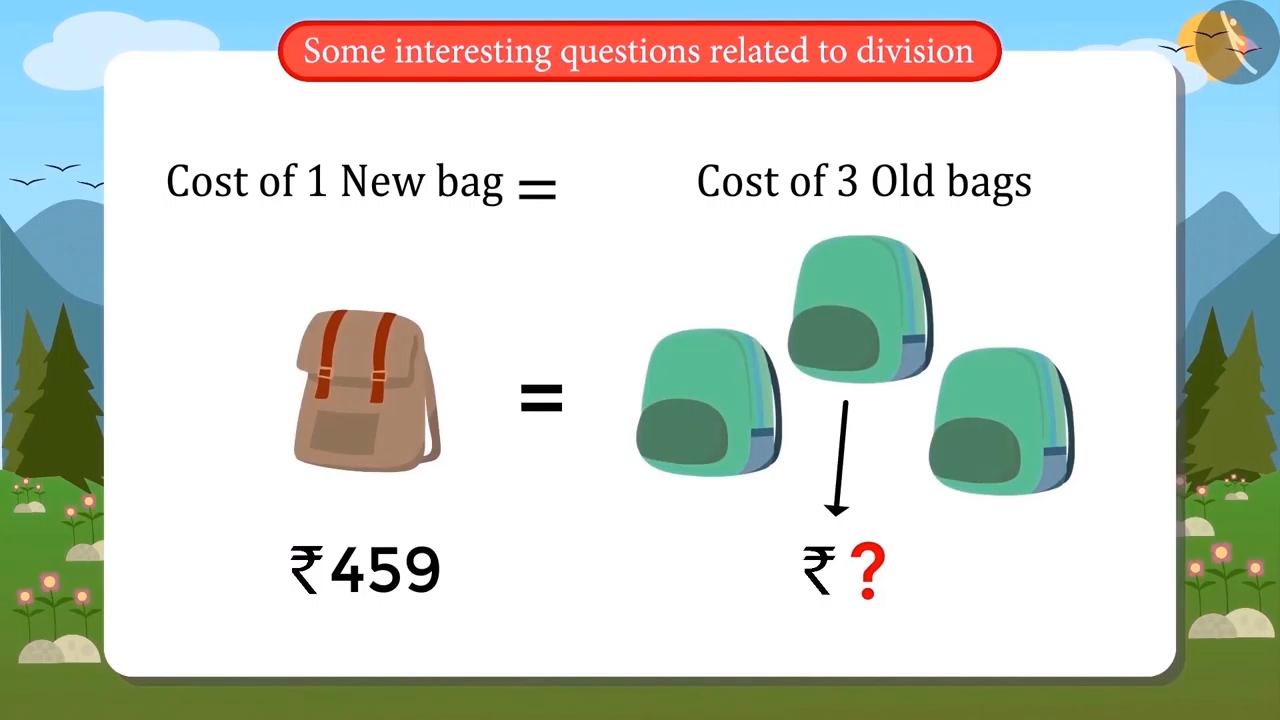 Some interesting questions related to division
Cost of 1 New bag = Cost of 3 Old bags
=
₹459
₹?